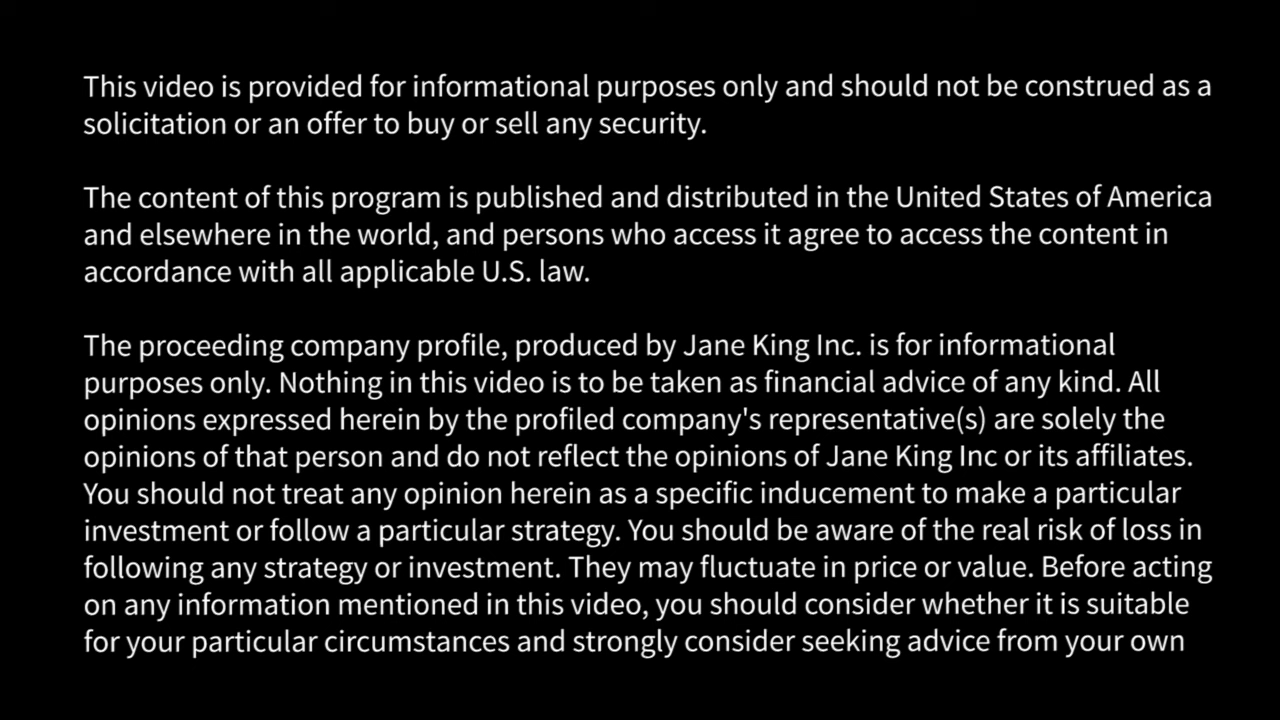 This video is provided for informational purposes only and should not be construed as a
solicitation or an offer to buy or sell any security.
The content of this program is published and distributed in the United States of America
and elsewhere in the world, and persons who access it agree to access the content in
accordance with all applicable U.S. law.
The proceeding company profile, produced by Jane King Inc. is for informational
purposes only. Nothing in this video is to be taken as financial advice of any kind. All
opinions expressed herein by the profiled company's representative(s) are solely the
opinions of that person and do not reflect the opinions of Jane King Inc or its affiliates.
You should not treat any opinion herein as a specific inducement to make a particular
investment or follow a particular strategy. You should be aware of the real risk of loss in
following any strategy or investment. They may fluctuate in price or value. Before acting
on any information mentioned in this video, you should consider whether it is suitable
for your particular circumstances and strongly consider seeking advice from your own